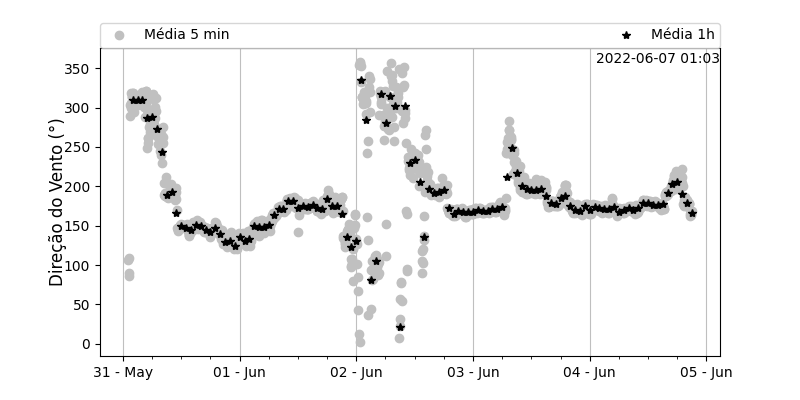 Média 5 min
Média 1h
2022-06-07 01:03
Direção do Vento (°)
350
300
250
200
150
100
50
0
31 - May
01 - Jun
02 - Jun
03 - Jun
04 - Jun
05 - Jun